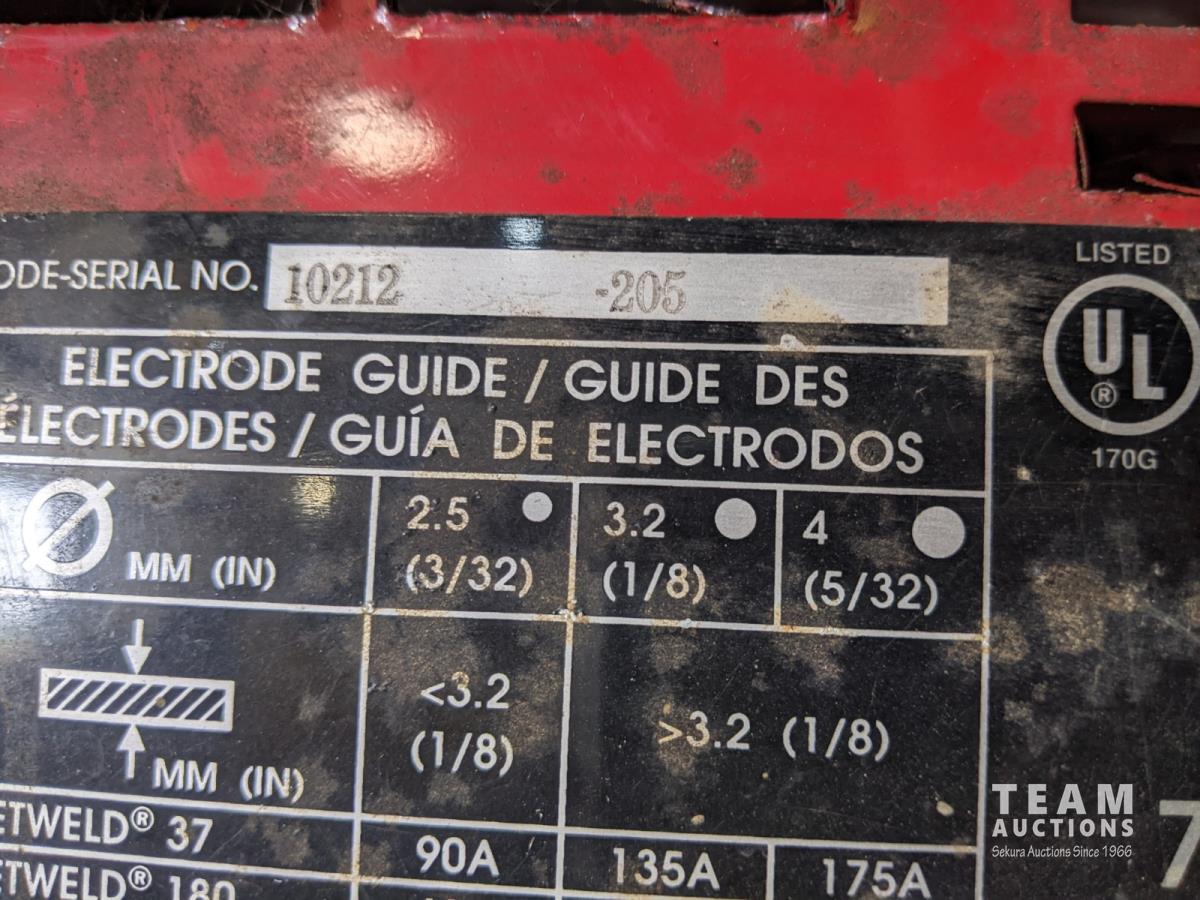 LISTED
ODE-SERIAL NO. 10212 -205
UL
®
170G
ELECTRODE GUIDE / GUIDE DES
ÉLECTRODES / GUÍA DE ELECTRODOS
MM (IN)
2.5
(3/32)
3.2
(1/8)
4
(5/32)
MM (IN)
<3.2
(1/8)
>3.2 (1/8)
ETWELD® 37 90A 135A 175A
ETWELD® 180
7
TEAM
AUCTIONS
Sekura Auctions Since 1966